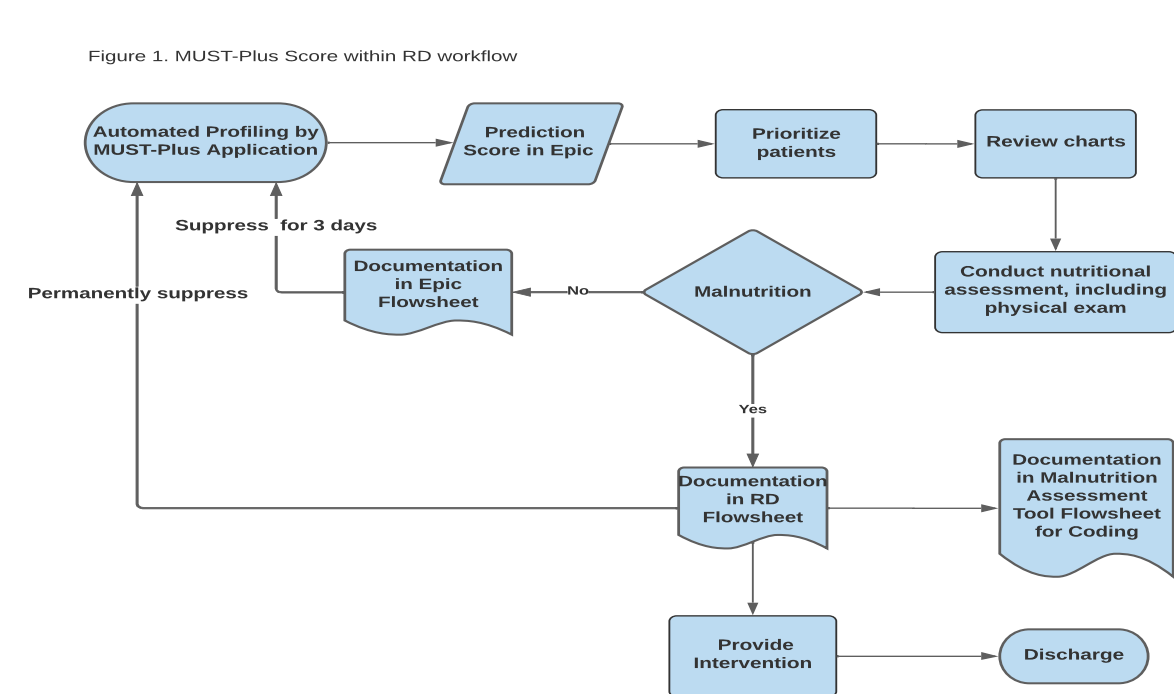 Figure 1. MUST-Plus Score within RD workflow
Automated Profiling by
MUST-Plus Application
Prediction
Score in Epic
Prioritize
patients
Review charts
Suppress for 3 days
Permanently suppress
Documentation
in Epic
Flowsheet
No
Malnutrition
Conduct nutritional
assessment, including
physical exam
Yes
Documentation
in RD
Flowsheet
Documentation
in Malnutrition
Assessment
Tool Flowsheet
for Coding
Provide
Intervention
Discharge